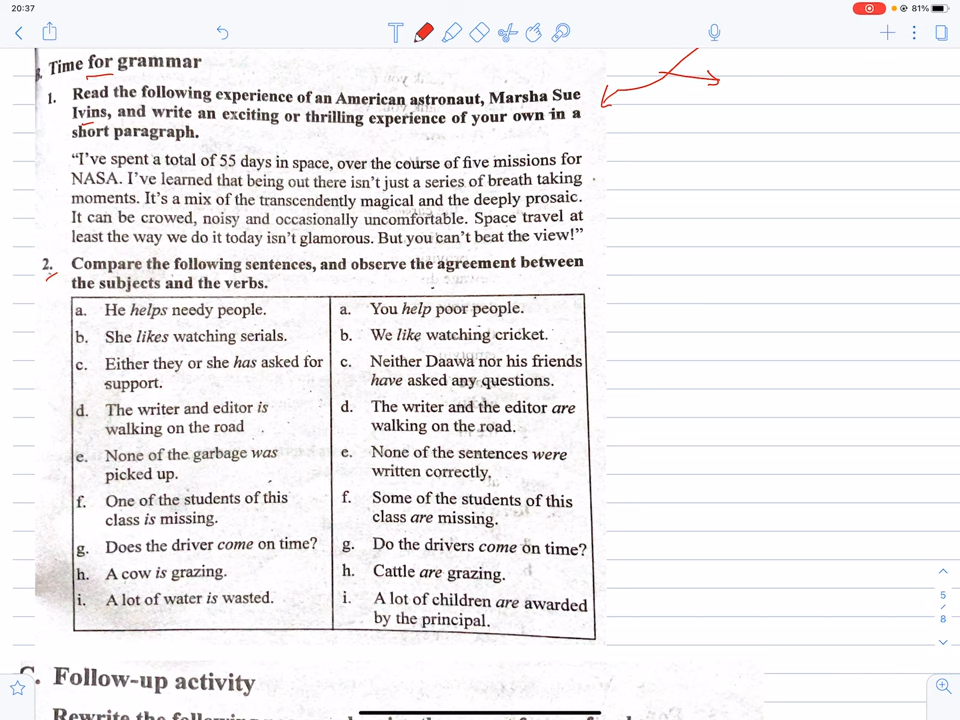 20:37
81%
Time for grammar
1. Read the following experience of an American astronaut, Marsha Sue
Ivins, and write an exciting or thrilling experience of your own in a
short paragraph.
“I’ve spent a total of 55 days in space, over the course of five missions for
NASA. I’ve learned that being out there isn’t just a series of breath taking
moments. It’s a mix of the transcendently magical and the deeply prosaic.
It can be crowed, noisy and occasionally uncomfortable. Space travel at
least the way we do it today isn’t glamorous. But you can’t beat the view!”
2. Compare the following sentences, and observe the agreement between
the subjects and the verbs.
a. He helps needy people.
a. You help poor people.
b. She likes watching serials.
b. We like watching cricket.
c. Either they or she has asked for
support.
c. Neither Daawa nor his friends
have asked any questions.
d. The writer and editor is
walking on the road
d. The writer and the editor are
walking on the road.
e. None of the garbage was
picked up.
e. None of the sentences were
written correctly.
f. One of the students of this
class is missing.
f. Some of the students of this
class are missing.
g. Does the driver come on time?
g. Do the drivers come on time?
h. A cow is grazing.
h. Cattle are grazing.
i. A lot of water is wasted.
i. A lot of children are awarded
by the principal.
C. Follow-up activity
Rewrite the
5
/
8